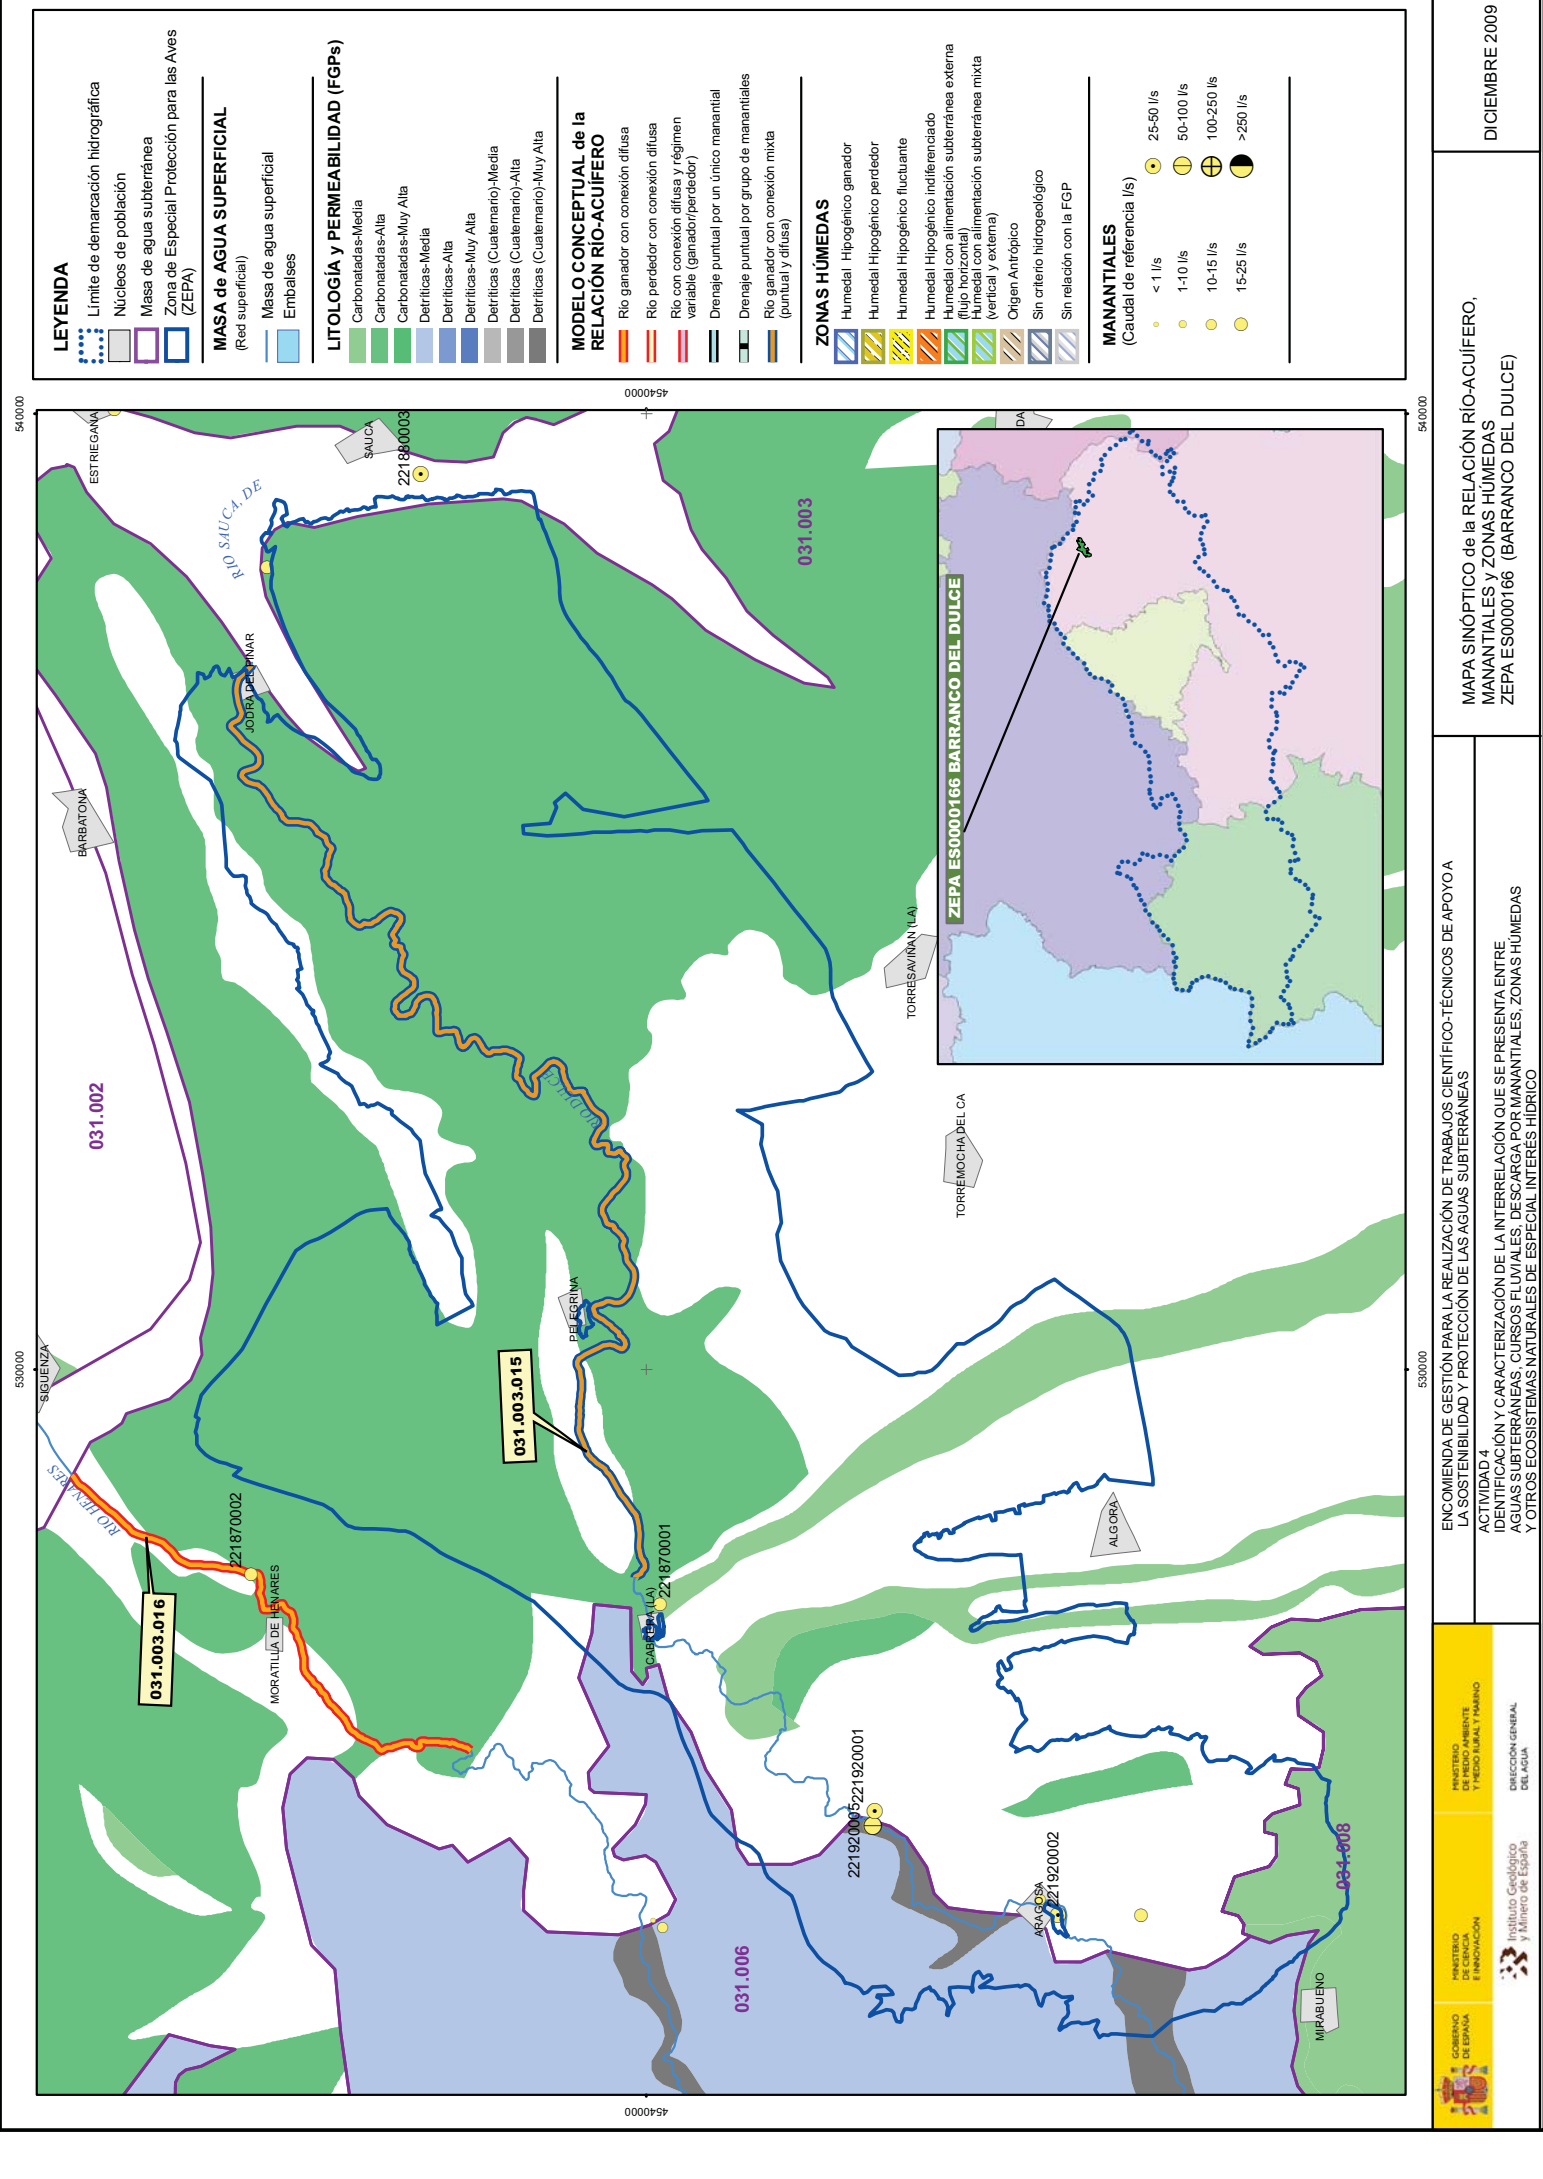 LEYENDA
Límite de demarcación hidrográfica
Núcleos de población
Masa de agua subterránea
Zona de Especial Protección para las Aves
(ZEPA)
MASA de AGUA SUPERFICIAL
(Red superficial)
Masa de agua superficial
Embalses
LITOLOGÍA y PERMEABILIDAD (FGPs)
Carbonatadas-Media
Carbonatadas-Alta
Carbonatadas-Muy Alta
Detríticas-Media
Detríticas-Alta
Detríticas-Muy Alta
Detríticas (Cuaternario)-Media
Detríticas (Cuaternario)-Alta
Detríticas (Cuaternario)-Muy Alta
MODELO CONCEPTUAL de la
RELACIÓN RÍO-ACUÍFERO
Río ganador con conexión difusa
Río perdedor con conexión difusa
Río con conexión difusa y régimen
variable (ganador/perdedor)
Drenaje puntual por un único manantial
Drenaje puntual por grupo de manantiales
Río ganador con conexión mixta
(puntual y difusa)
ZONAS HÚMEDAS
Humedal Hipogénico ganador
Humedal Hipogénico perdedor
Humedal Hipogénico fluctuante
Humedal Hipogénico indiferenciado
Humedal con alimentación subterránea externa
(flujo horizontal)
Humedal con alimentación subterránea mixta
(vertical y externa)
Origen Antrópico
Sin criterio hidrogeológico
Sin relación con la FGP
MANANTIALES
(Caudal de referencia l/s)
< 1 l/s
1-10 l/s
10-15 l/s
15-25 l/s
25-50 l/s
50-100 l/s
100-250 l/s
>250 l/s
540000
530000
4540000
4540000
540000
530000
ESTRIEGANA
SAUCA
221880003
RIO SAUCA, DE
JODRA DEL PINAR
BARBATONA
031.002
031.003
DA
SIGUENZA
RIO HENARES
031.003.016
221870002
MORATILLA DE HENARES
RIO DULCE
PELEGRINA
031.003.015
221870001
CABRERA (LA)
TORRESAVIÑAN (LA)
TORREMOCHA DEL CA
ALGORA
221920005
221920001
ARAGOSA
221920002
031.006
031.008
MIRABUENO
ZEPA ES0000166 BARRANCO DEL DULCE
GOBIERNO
DE ESPAÑA
MINISTERIO
DE CIENCIA
E INNOVACIÓN
MINISTERIO
DE MEDIO AMBIENTE
Y MEDIO RURAL Y MARINO
Instituto Geológico
y Minero de España
DIRECCIÓN GENERAL
DEL AGUA
ENCOMIENDA DE GESTIÓN PARA LA REALIZACIÓN DE TRABAJOS CIENTÍFICO-TÉCNICOS DE APOYO A
LA SOSTENIBILIDAD Y PROTECCIÓN DE LAS AGUAS SUBTERRÁNEAS
ACTIVIDAD 4
IDENTIFICACIÓN Y CARACTERIZACIÓN DE LA INTERRELACIÓN QUE SE PRESENTA ENTRE
AGUAS SUBTERRÁNEAS, CURSOS FLUVIALES, DESCARGA POR MANANTIALES, ZONAS HÚMEDAS
Y OTROS ECOSISTEMAS NATURALES DE ESPECIAL INTERÉS HÍDRICO
MAPA SINÓPTICO de la RELACIÓN RÍO-ACUÍFERO,
MANANTIALES y ZONAS HÚMEDAS
ZEPA ES0000166 (BARRANCO DEL DULCE)
DICIEMBRE 2009